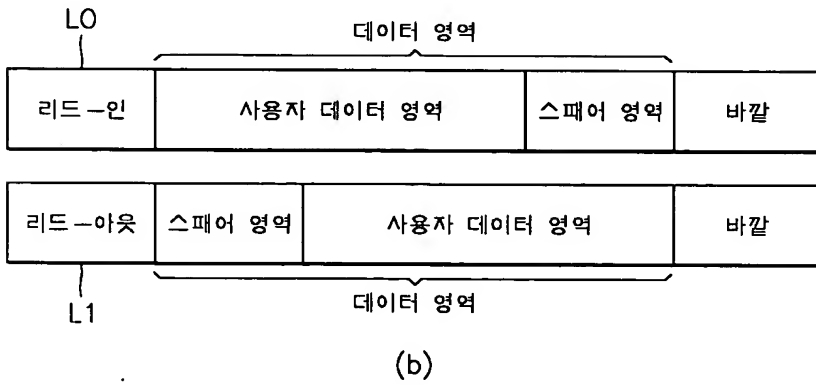 L0
데이터 영역
리드-인 사용자 데이터 영역 스패어 영역 바깥
리드-아웃 스패어 영역 사용자 데이터 영역 바깥
데이터 영역
L1
(b)